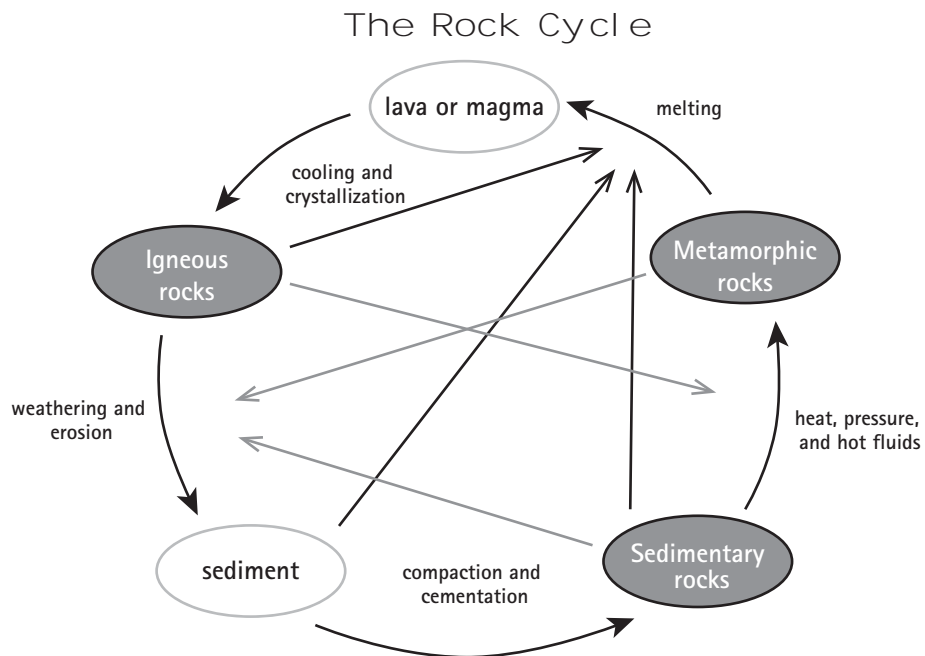 The Rock Cycle
lava or magma
melting
cooling and
crystallization
Igneous
rocks
Metamorphic
rocks
weathering and
erosion
heat, pressure,
and hot fluids
sediment
compaction and
cementation
Sedimentary
rocks